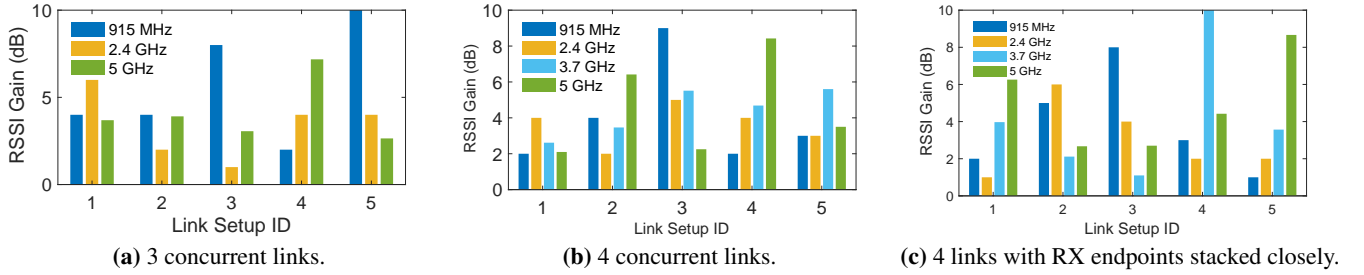 RSSI Gain (dB)
10
5
0
915 MHz
2.4 GHz
5 GHz
1 2 3 4 5
Link Setup ID
(a) 3 concurrent links.
RSSI Gain (dB)
10
8
6
4
2
0
915 MHz
2.4 GHz
3.7 GHz
5 GHz
1 2 3 4 5
Link Setup ID
(b) 4 concurrent links.
RSSI Gain (dB)
10
8
6
4
2
0
915 MHz
2.4 GHz
3.7 GHz
5 GHz
1 2 3 4 5
Link Setup ID
(c) 4 links with RX endpoints stacked closely.